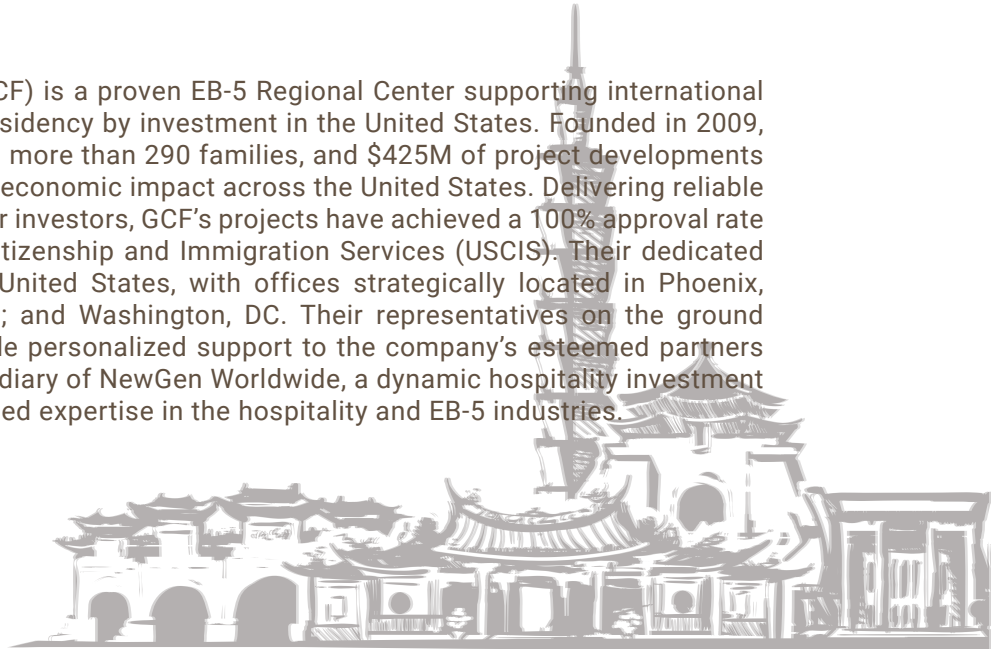 CF) is a proven EB-5 Regional Center supporting international
sidency by investment in the United States. Founded in 2009,
more than 290 families, and $425M of project developments
economic impact across the United States. Delivering reliable
r investors, GCF’s projects have achieved a 100% approval rate
tizenship and Immigration Services (USCIS). Their dedicated
United States, with offices strategically located in Phoenix,
; and Washington, DC. Their representatives on the ground
le personalized support to the company’s esteemed partners
diary of NewGen Worldwide, a dynamic hospitality investment
ed expertise in the hospitality and EB-5 industries.